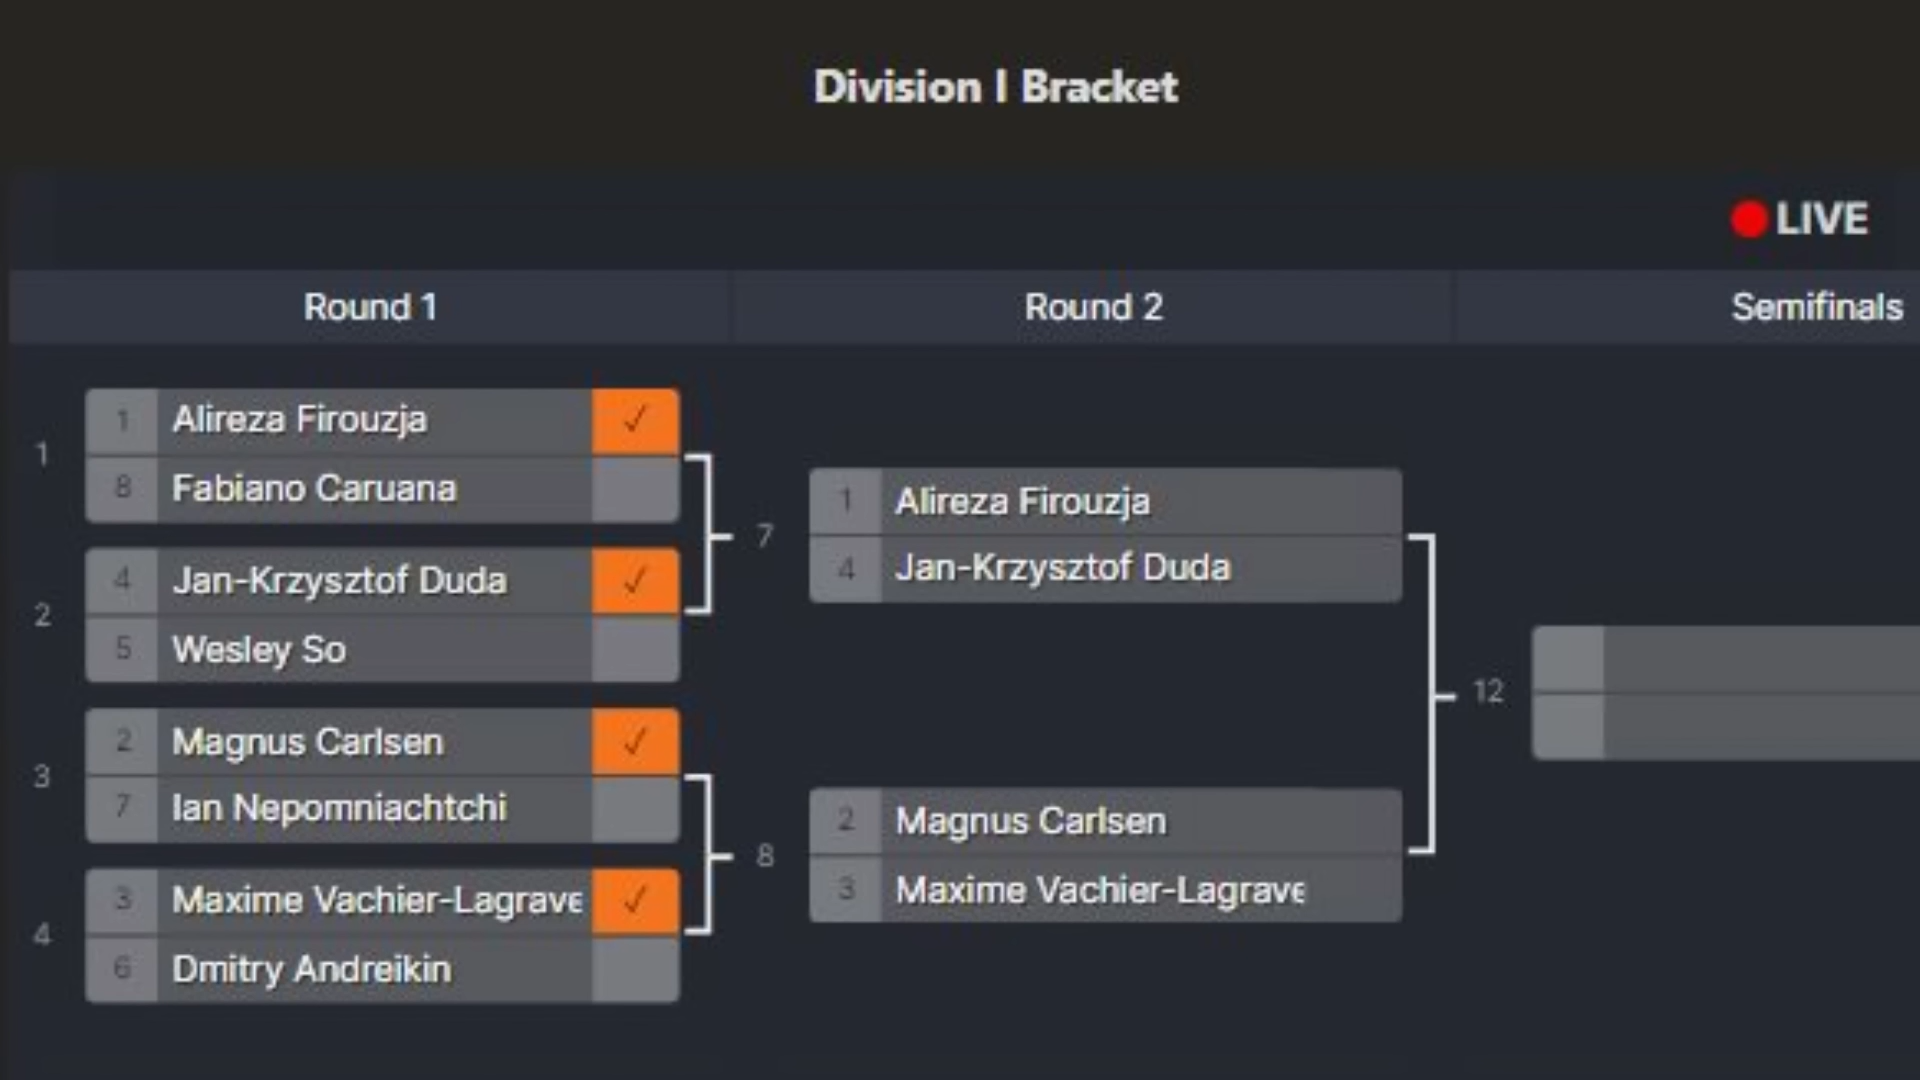 Division I Bracket
LIVE
Round 1
Round 2
Semifinals
1
1 Alireza Firouzja ✓
8 Fabiano Caruana
2
4 Jan-Krzysztof Duda ✓
5 Wesley So
3
2 Magnus Carlsen ✓
7 Ian Nepomniachtchi
4
3 Maxime Vachier-Lagrave ✓
6 Dmitry Andreikin
7
1 Alireza Firouzja
4 Jan-Krzysztof Duda
8
2 Magnus Carlsen
3 Maxime Vachier-Lagrave
12